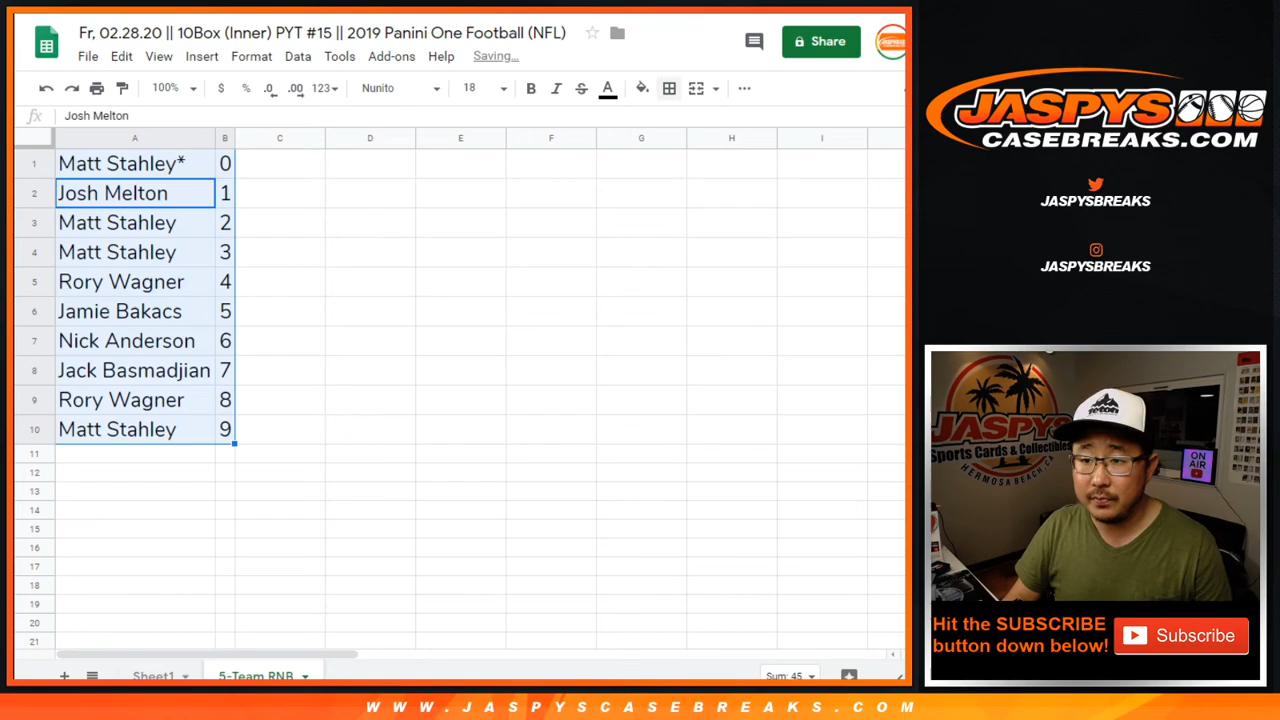 Fr, 02.28.20 || 10Box (Inner) PYT #15 || 2019 Panini One Football (NFL)
File Edit View Insert Format Data Tools Add-ons Help Saving...
Share
100% $ % .0 .00 123 Nunito 18 B I S A
fx Josh Melton
A B C D E F G H I
1 Matt Stahley* 0
2 Josh Melton 1
3 Matt Stahley 2
4 Matt Stahley 3
5 Rory Wagner 4
6 Jamie Bakacs 5
7 Nick Anderson 6
8 Jack Basmadjian 7
9 Rory Wagner 8
10 Matt Stahley 9
11
12
13
14
15
16
17
18
19
20
21
Sheet1 5-Team RNB Sum: 45
JASPYS
CASEBREAKS.COM
JASPYSBREAKS
JASPYSBREAKS
JASPYS
Sports Cards & Collectibles
HERMOSA BEACH, CA
ON AIR
Hit the SUBSCRIBE
button down below!
Subscribe
WWW.JASPYSCASEBREAKS.COM